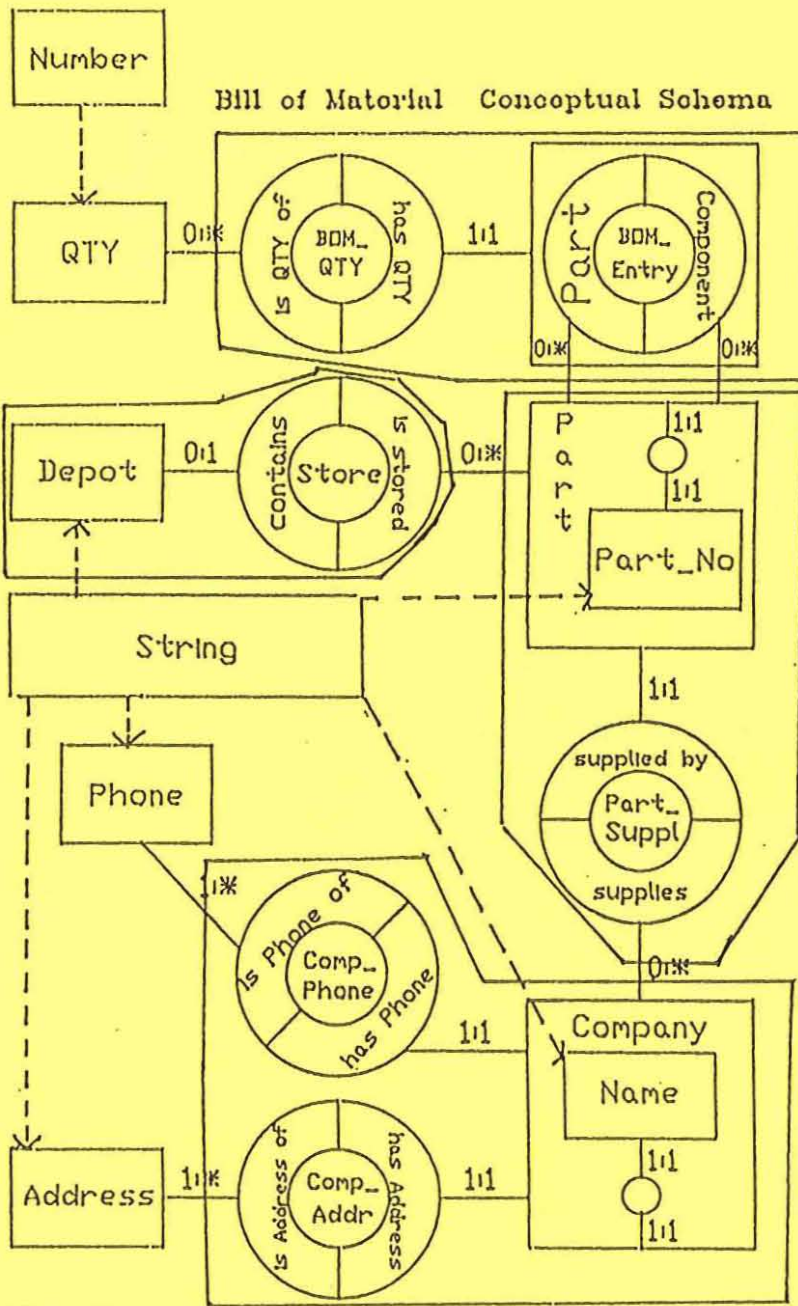 Number
Bill of Material Conceptual Schema
QTY
0:*
is QTY of
BOM_
QTY
has QTY
1:1
Part
BOM_
Entry
Component
0:*
0:*
Depot
0:1
contains
Store
is stored
0:*
Part
1:1
1:1
Part_No
String
1:1
Phone
supplied by
Part_
Suppl
supplies
1:*
is Phone of
Comp_
Phone
has Phone
0:*
1:1
Company
Name
1:1
1:1
Address
1:*
is Address of
Comp_
Addr
has Address
1:1